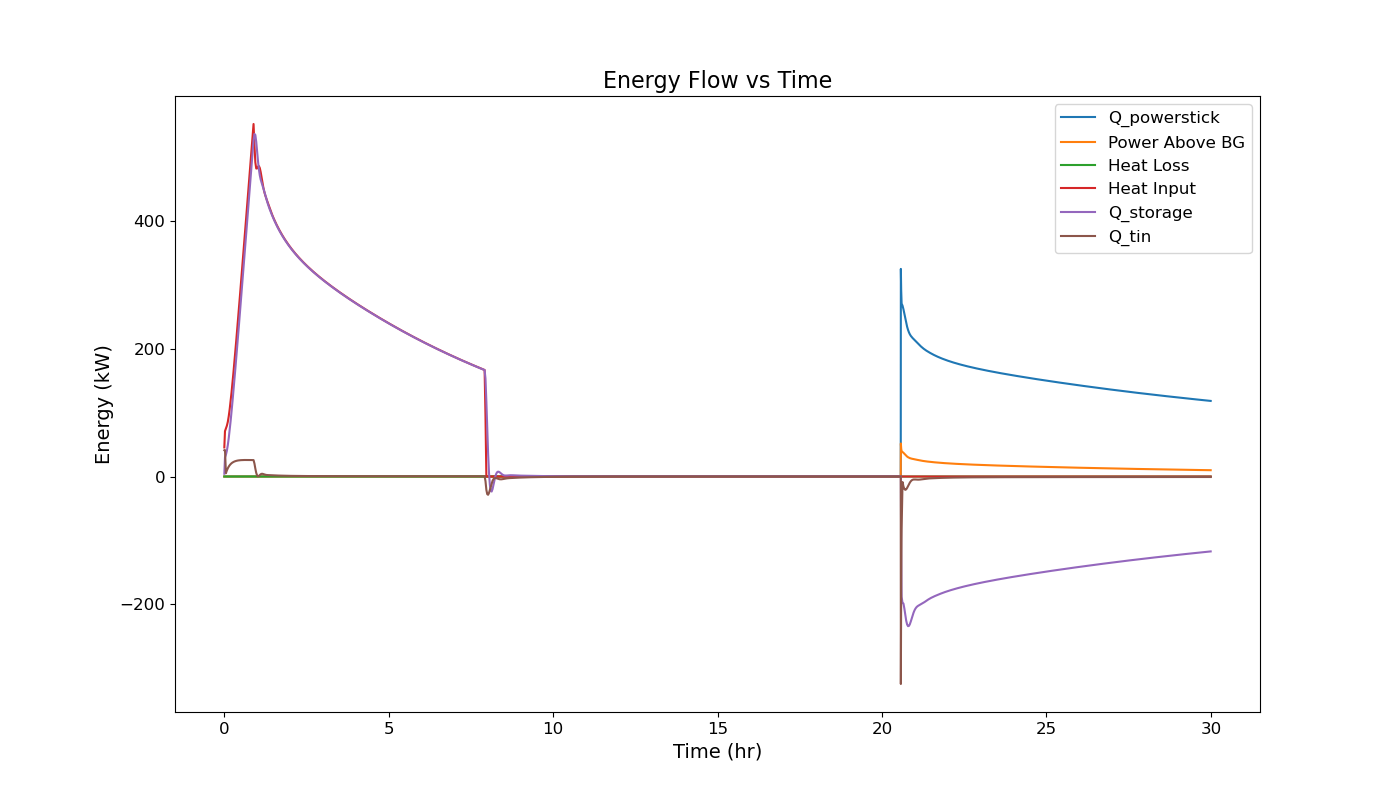 Energy Flow vs Time
Q_powerstick
Power Above BG
Heat Loss
Heat Input
Q_storage
Q_tin
Energy (kW)
400
200
0
−200
0 5 10 15 20 25 30
Time (hr)